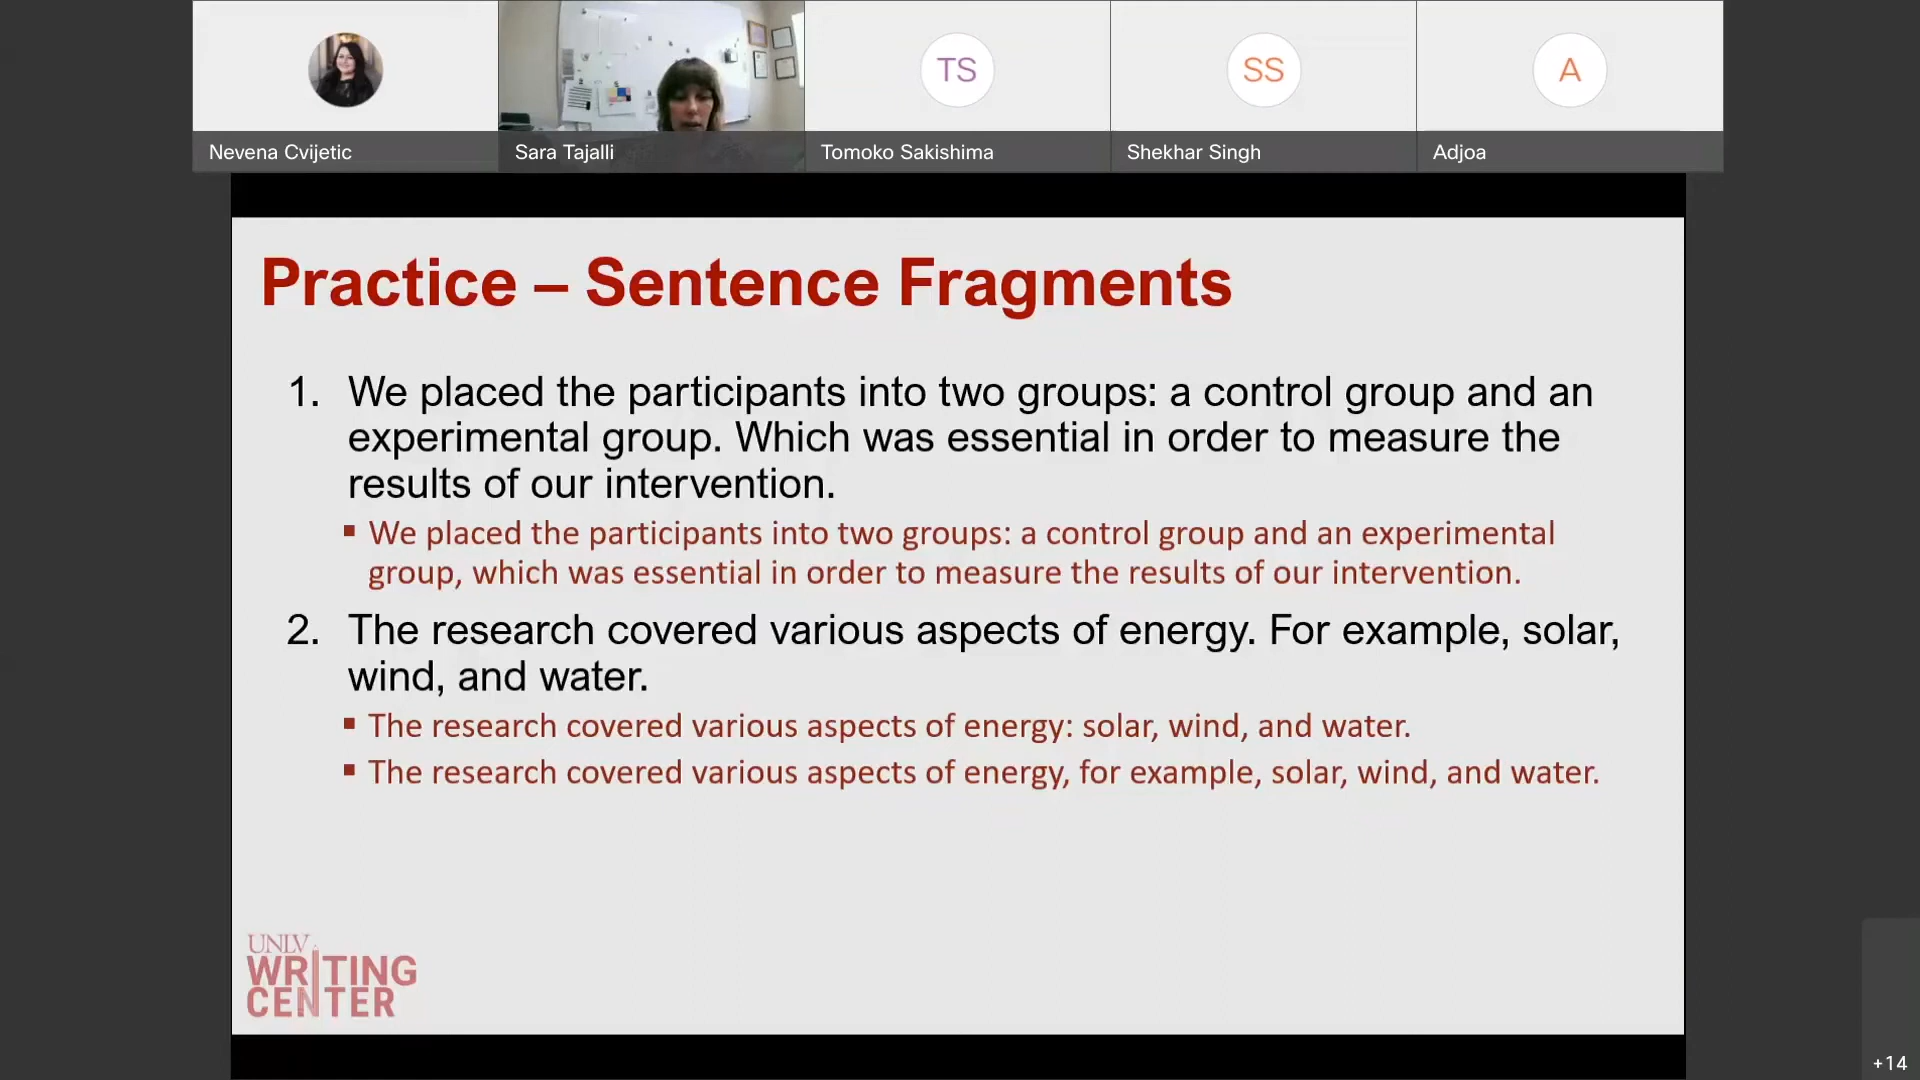 TS
SS
A
Nevena Cvijetic
Sara Tajalli
Tomoko Sakishima
Shekhar Singh
Adjoa
Practice – Sentence Fragments
1. We placed the participants into two groups: a control group and an
experimental group. Which was essential in order to measure the
results of our intervention.
▪ We placed the participants into two groups: a control group and an experimental
group, which was essential in order to measure the results of our intervention.
2. The research covered various aspects of energy. For example, solar,
wind, and water.
▪ The research covered various aspects of energy: solar, wind, and water.
▪ The research covered various aspects of energy, for example, solar, wind, and water.
UNLV
WRITING
CENTER
+14